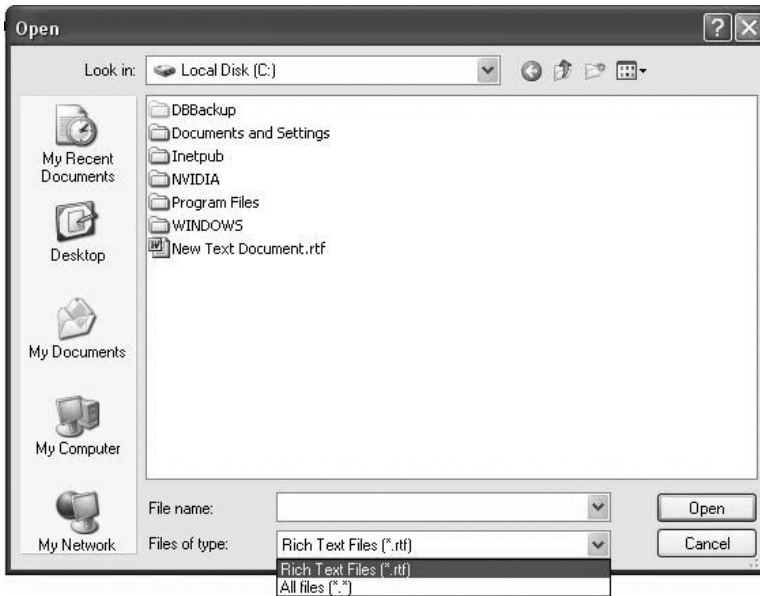 Open
Look in:
Local Disk (C:)
My Recent
Documents
Desktop
My Documents
My Computer
My Network
DBBackup
Documents and Settings
Inetpub
NVIDIA
Program Files
WINDOWS
New Text Document.rtf
File name:
Open
Files of type:
Rich Text Files (*.rtf)
Cancel
Rich Text Files (*.rtf)
All files (*.*)